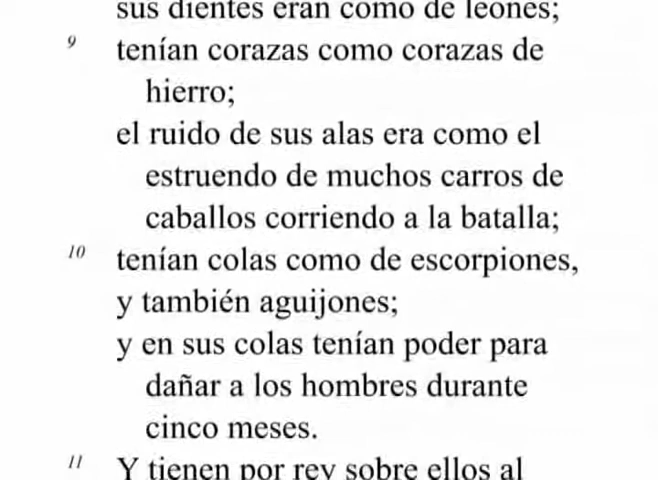 sus dientes eran como de leones;
9 tenían corazas como corazas de
hierro;
el ruido de sus alas era como el
estruendo de muchos carros de
caballos corriendo a la batalla;
10 tenían colas como de escorpiones,
y también aguijones;
y en sus colas tenían poder para
dañar a los hombres durante
cinco meses.
11 Y tienen por rey sobre ellos al